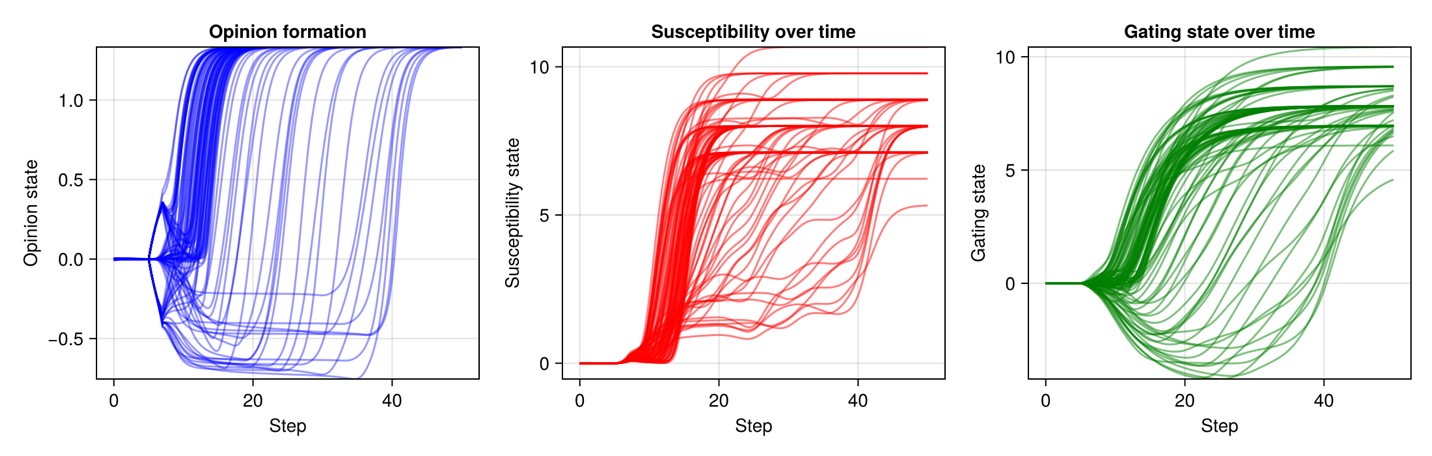 Opinion formation
Opinion state
1.0
0.5
0.0
−0.5
0
20
40
Step
Susceptibility over time
Susceptibility state
10
5
0
0
20
40
Step
Gating state over time
Gating state
10
5
0
0
20
40
Step